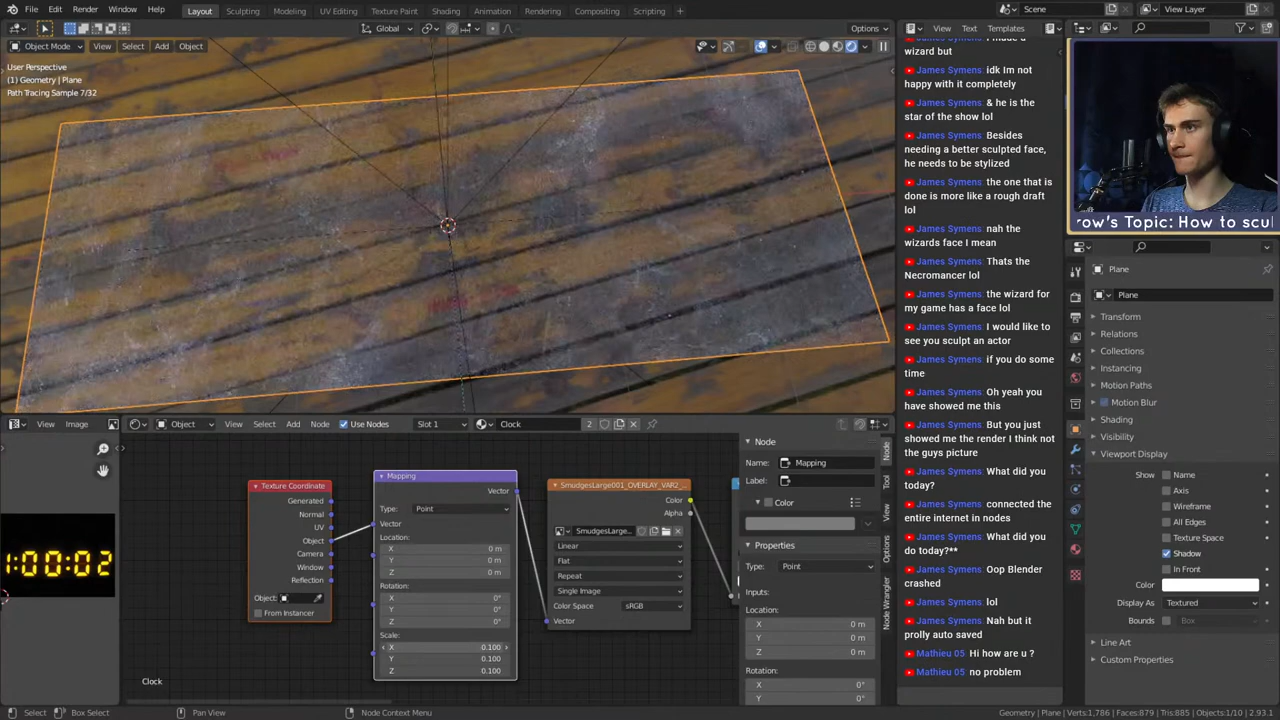 File Edit Render Window Help
Layout Sculpting Modeling UV Editing Texture Paint Shading Animation Rendering Compositing Scripting
Scene
View Layer
Global
Options
Object Mode View Select Add Object
User Perspective
(1) Geometry | Plane
Path Tracing Sample 7/32
View Text Templates
wizard but
James Symens: idk Im not
happy with it completely
James Symens: & he is the
star of the show lol
James Symens: Besides
needing a better sculpted face,
he needs to be stylized
James Symens: the one that is
done is more like a rough draft
lol
James Symens: nah the
wizards face I mean
James Symens: Thats the
Necromancer lol
James Symens: the wizard for
my game has a face lol
James Symens: I would like to
see you sculpt an actor
James Symens: if you do some
time
James Symens: Oh yeah you
have showed me this
James Symens: But you just
showed me the render I think not
the guys picture
James Symens: What did you
today?
James Symens: connected the
entire internet in nodes
James Symens: What did you
do today?**
James Symens: Oop Blender
crashed
James Symens: lol
James Symens: Nah but it
prolly auto saved
Mathieu 05: Hi how are u ?
Mathieu 05: no problem
row's Topic: How to scul
Plane
Plane
Transform
Relations
Collections
Instancing
Motion Paths
Motion Blur
Shading
Visibility
Viewport Display
Show
Name
Axis
Wireframe
All Edges
Texture Space
Shadow
In Front
Color
Display As Textured
Bounds Box
Line Art
Custom Properties
View Image
Object View Select Add Node Use Nodes Slot 1 Clock 2
1:00:02
Texture Coordinate
Generated
Normal
UV
Object
Camera
Window
Reflection
Object:
From Instancer
Mapping
Vector
Type: Point
Vector
Location:
X 0 m
Y 0 m
Z 0 m
Rotation:
X 0°
Y 0°
Z 0°
Scale:
X 0.100
Y 0.100
Z 0.100
SmudgesLarge001_OVERLAY_VAR2_...
Color
Alpha
SmudgesLarge...
Linear
Flat
Repeat
Single Image
Color Space sRGB
Vector
Node
Name: Mapping
Label:
Color
Properties
Type: Point
Inputs:
Location:
X 0 m
Y 0 m
Z 0 m
Rotation:
X 0°
Y 0°
Node
Tool
View
Options
Node Wrangler
Clock
Select Box Select Pan View Node Context Menu
Geometry | Plane Verts:1,786 Faces:879 Tris:885 Objects:1/10 2.93.1